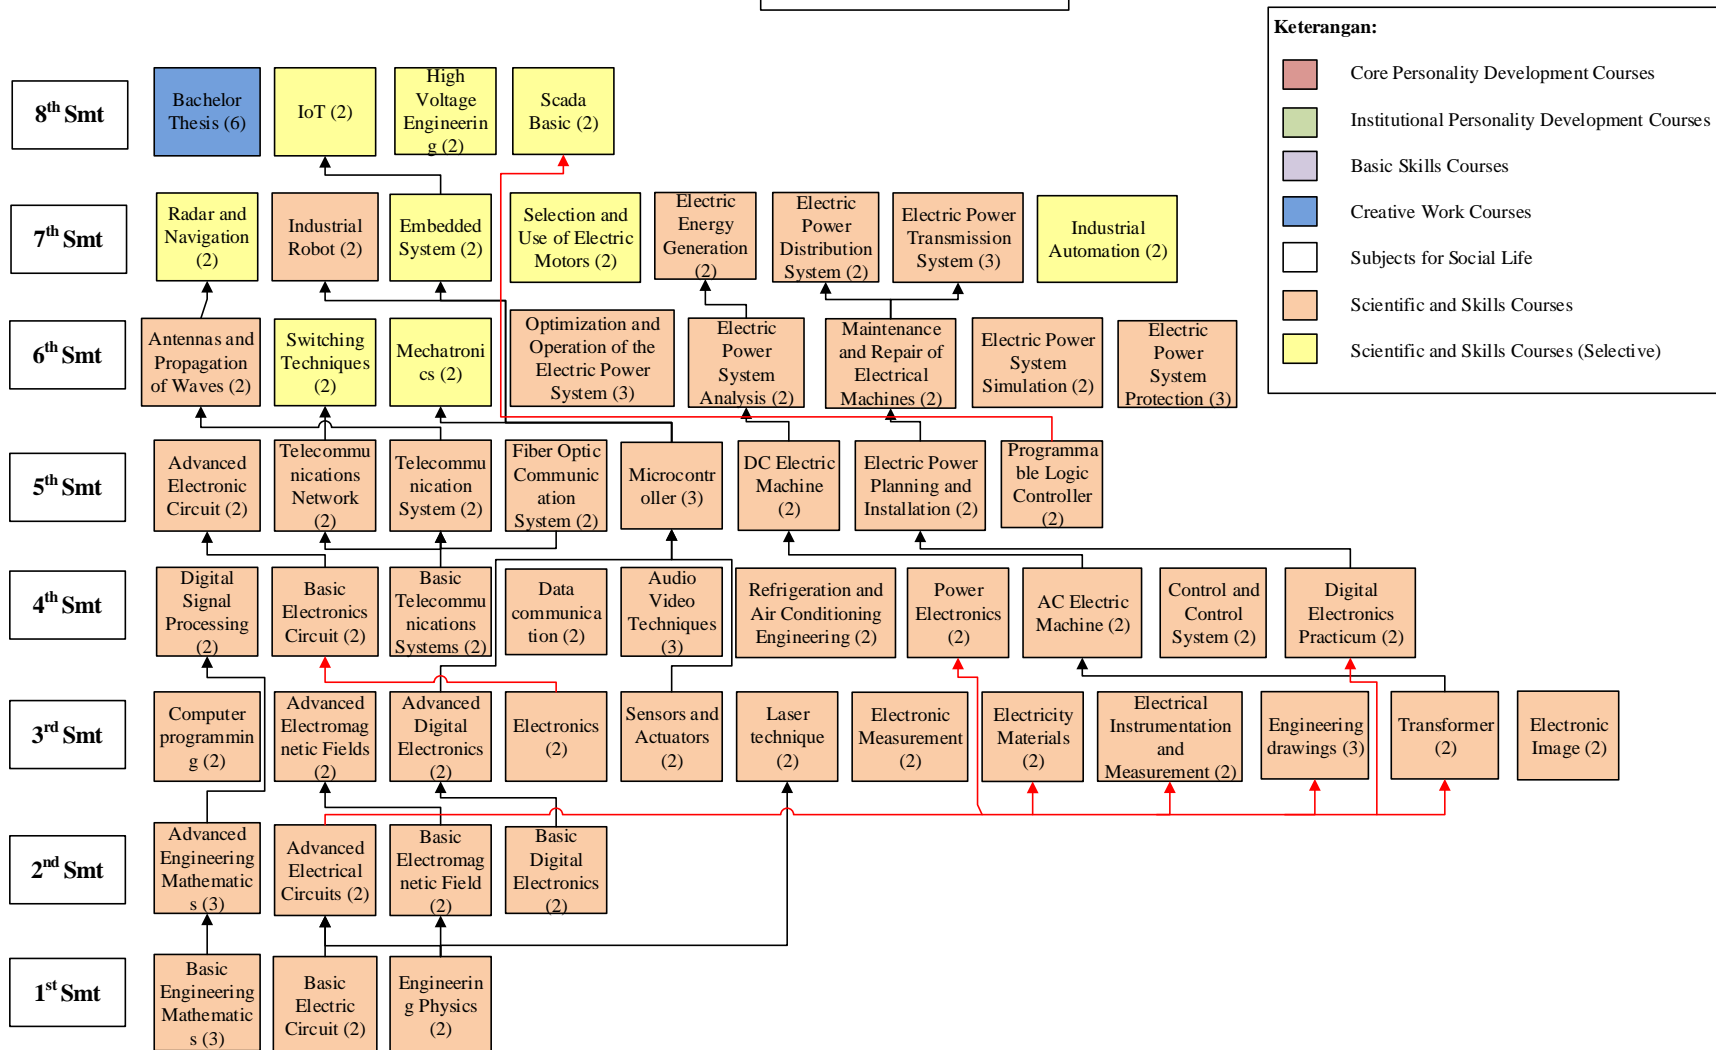 Keterangan:
Core Personality Development Courses
Institutional Personality Development Courses
Basic Skills Courses
Creative Work Courses
Subjects for Social Life
Scientific and Skills Courses
Scientific and Skills Courses (Selective)
8th Smt
Bachelor
Thesis (6)
IoT (2)
High
Voltage
Engineerin
g (2)
Scada
Basic (2)
7th Smt
Radar and
Navigation
(2)
Industrial
Robot (2)
Embedded
System (2)
Selection and
Use of Electric
Motors (2)
Electric
Energy
Generation
(2)
Electric
Power
Distribution
System (2)
Electric Power
Transmission
System (3)
Industrial
Automation (2)
6th Smt
Antennas and
Propagation
of Waves (2)
Switching
Techniques
(2)
Mechatroni
cs (2)
Optimization and
Operation of the
Electric Power
System (3)
Electric
Power
System
Analysis (2)
Maintenance
and Repair of
Electrical
Machines (2)
Electric Power
System
Simulation (2)
Electric
Power
System
Protection (3)
5th Smt
Advanced
Electronic
Circuit (2)
Telecommu
nications
Network
(2)
Telecommu
nication
System (2)
Fiber Optic
Communic
ation
System (2)
Microcontr
oller (3)
DC Electric
Machine
(2)
Electric Power
Planning and
Installation (2)
Programma
ble Logic
Controller
(2)
4th Smt
Digital
Signal
Processing
(2)
Basic
Electronics
Circuit (2)
Basic
Telecommu
nications
Systems (2)
Data
communica
tion (2)
Audio
Video
Techniques
(3)
Refrigeration and
Air Conditioning
Engineering (2)
Power
Electronics
(2)
AC Electric
Machine (2)
Control and
Control
System (2)
Digital
Electronics
Practicum (2)
3rd Smt
Computer
programmin
g (2)
Advanced
Electromag
netic Fields
(2)
Advanced
Digital
Electronics
(2)
Electronics
(2)
Sensors and
Actuators
(2)
Laser
technique
(2)
Electronic
Measurement
(2)
Electricity
Materials
(2)
Electrical
Instrumentation
and
Measurement (2)
Engineering
drawings (3)
Transformer
(2)
Electronic
Image (2)
2nd Smt
Advanced
Engineering
Mathematic
s (3)
Advanced
Electrical
Circuits (2)
Basic
Electromag
netic Field
(2)
Basic
Digital
Electronics
(2)
1st Smt
Basic
Engineering
Mathematic
s (3)
Basic
Electric
Circuit (2)
Engineerin
g Physics
(2)